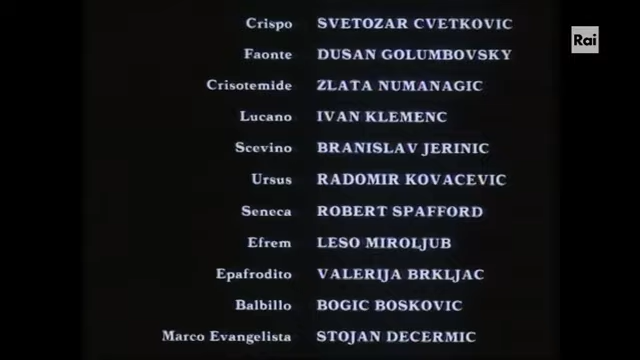 Crispo SVETOZAR CVETKOVIC
Rai
Faonte DUSAN GOLUMBOVSKY
Crisotemide ZLATA NUMANAGIC
Lucano IVAN KLEMENC
Scevino BRANISLAV JERINIC
Ursus RADOMIR KOVACEVIC
Seneca ROBERT SPAFFORD
Efrem LESO MIROLJUB
Epafrodito VALERIJA BRKLJAC
Balbillo BOGIC BOSKOVIC
Marco Evangelista STOJAN DECERMIC